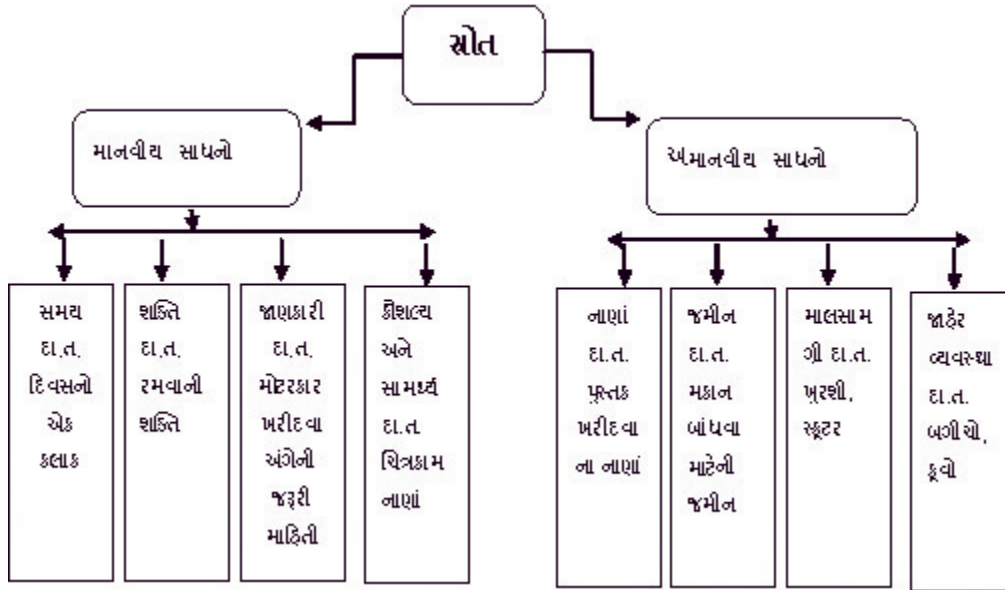 સ્રોત
માનવીય સાધનો
અમાનવીય સાધનો
સમય
દા.ત.
દિવસનો
એક
કલાક
શક્તિ
દા.ત.
રમવાની
શક્તિ
જાણકારી
દા.ત.
મોટરકાર
ખરીદવા
અંગેની
જરૂરી
માહિતી
કૌશલ્ય
અને
સામર્થ્ય
દા.ત
ચિત્રકામ
નાણાં
નાણાં
દા.ત.
પુસ્તક
ખરીદવા
ના નાણાં
જમીન
દા.ત.
મકાન
બાંધવા
માટેની
જમીન
માલસામ
ગ્રી દા.ત.
ખુરશી,
સ્કૂટર
જાહેર
વ્યવસ્થા
દા.ત.
બગીચો,
કૂવો